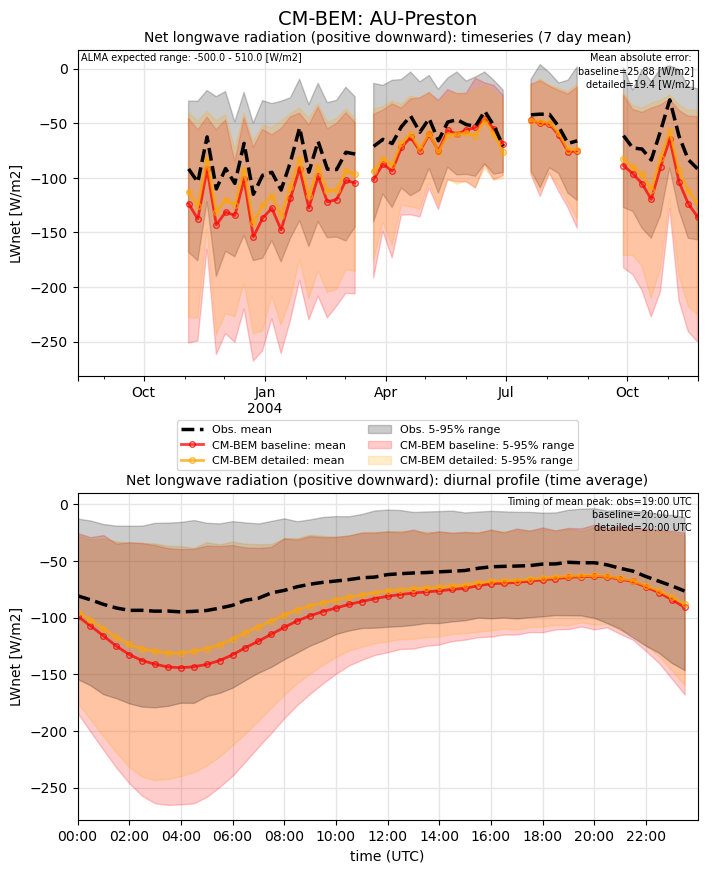 CM-BEM: AU-Preston
Net longwave radiation (positive downward): timeseries (7 day mean)
ALMA expected range: -500.0 - 510.0 [W/m2]
Mean absolute error:
baseline=25.88 [W/m2]
detailed=19.4 [W/m2]
0
−50
−100
−150
−200
−250
LWnet [W/m2]
Oct
Jan
2004
Apr
Jul
Oct
Obs. mean
CM-BEM baseline: mean
CM-BEM detailed: mean
Obs. 5-95% range
CM-BEM baseline: 5-95% range
CM-BEM detailed: 5-95% range
Net longwave radiation (positive downward): diurnal profile (time average)
Timing of mean peak: obs=19:00 UTC
baseline=20:00 UTC
detailed=20:00 UTC
0
−50
−100
−150
−200
−250
LWnet [W/m2]
00:00
02:00
04:00
06:00
08:00
10:00
12:00
14:00
16:00
18:00
20:00
22:00
time (UTC)